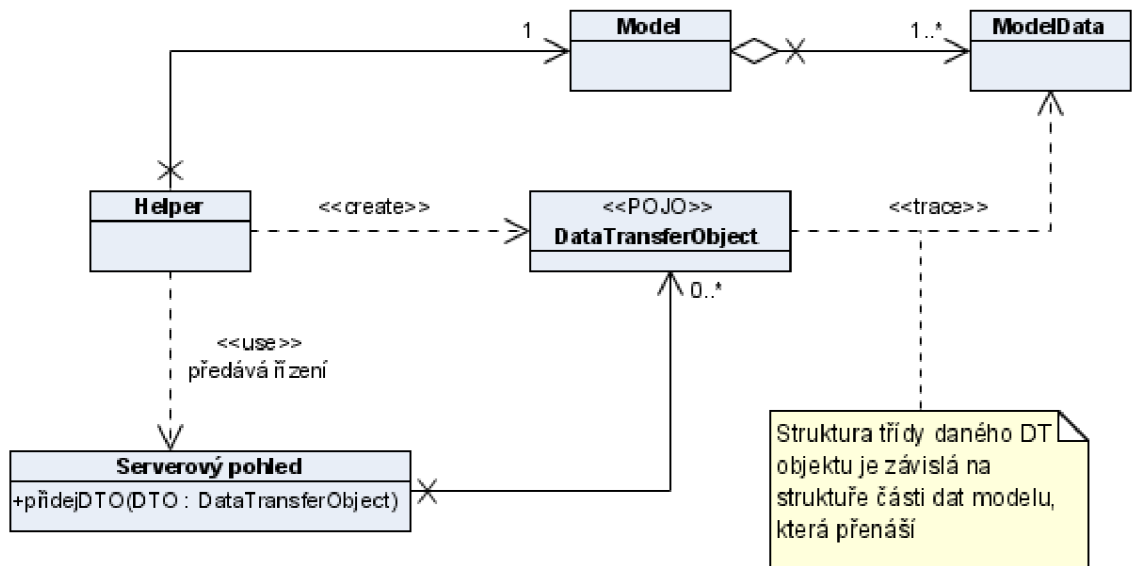 1
Model
1..*
ModelData
Helper
<<create>>
<<POJO>>
DataTransferObject
<<trace>>
0..*
<<use>>
předává řízení
Serverový pohled
+přidejDTO(DTO : DataTransferObject)
Struktura třídy daného DT
objektu je závislá na
struktuře části dat modelu,
která přenáší